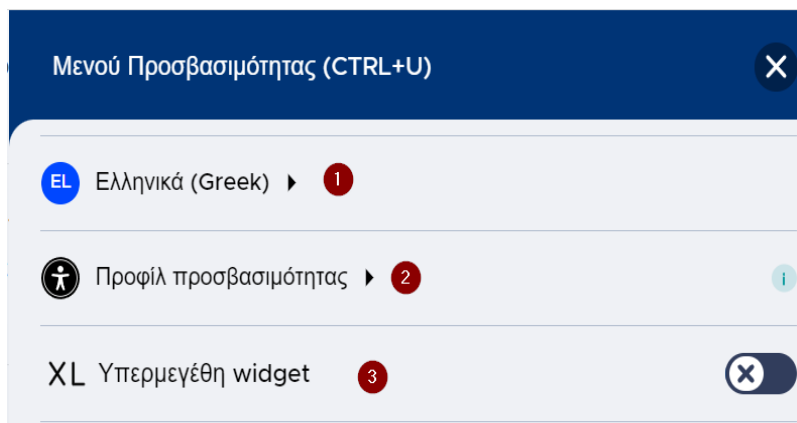 Μενού Προσβασιμότητας (CTRL+U)
EL Ελληνικά (Greek) 1
Προφίλ προσβασιμότητας 2 i
XL Υπερμεγέθη widget 3